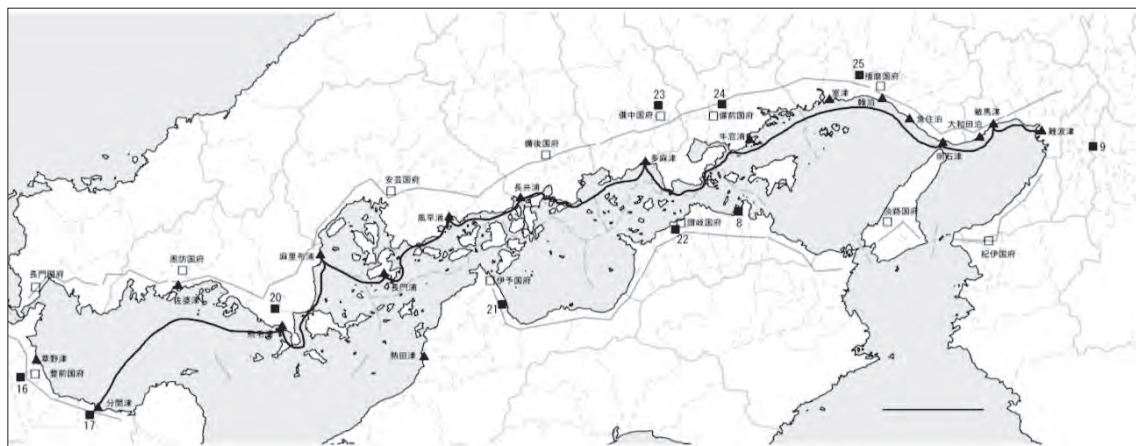 25
播磨国府
23
24
室津
韓泊
備中国府
備前国府
魚住泊
大和田泊
敏馬津
難波津
牛窓浦
明石津
9
備後国府
多麻津
安芸国府
長井浦
風早浦
8
讃岐国府
22
淡路国府
紀伊国府
麻里布浦
周防国府
長門国府
長門浦
伊予国府
佐婆津
20
21
熊毛浦
熱田津
草野津
豊前国府
16
17
分間津